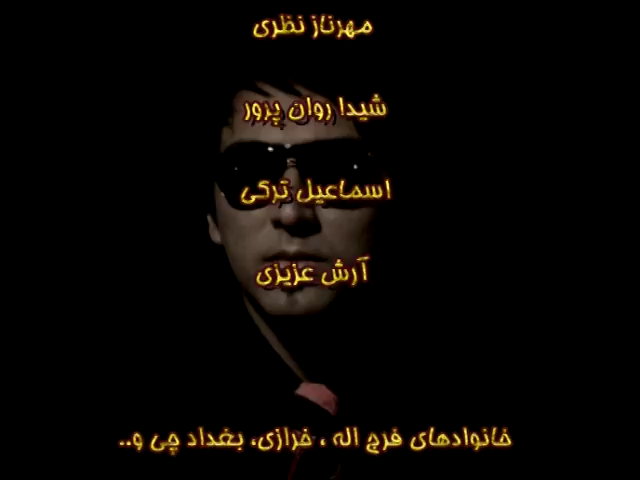 مهرناز نظری
شیدا روان پرور
اسماعیل ترکی
آرش عزیزی
خانوادهای فرج اله ، خرازی، بغداد چی و..